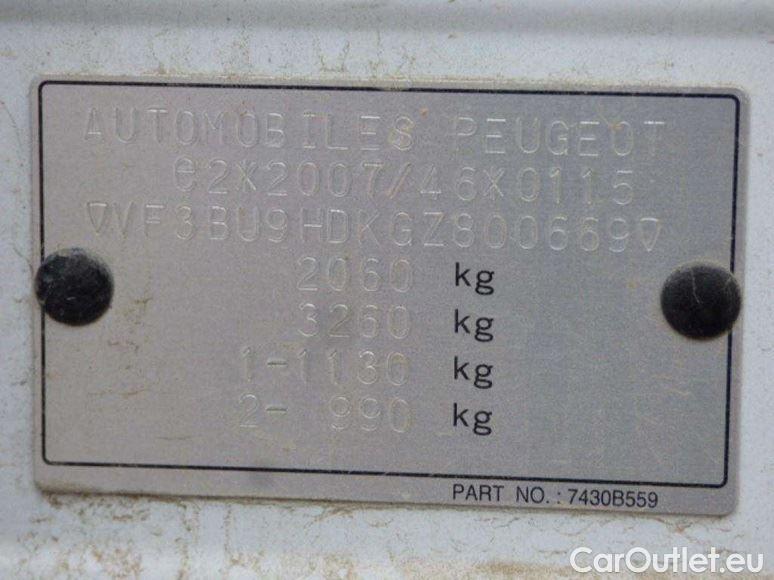 AUTOMOBILES PEUGEOT
e2*2007/46*0115
∇VF3BU9HDKGZ800669∇
2060 kg
3260 kg
1-1130 kg
2- 990 kg
PART NO.: 7430B559
CarOutlet.eu